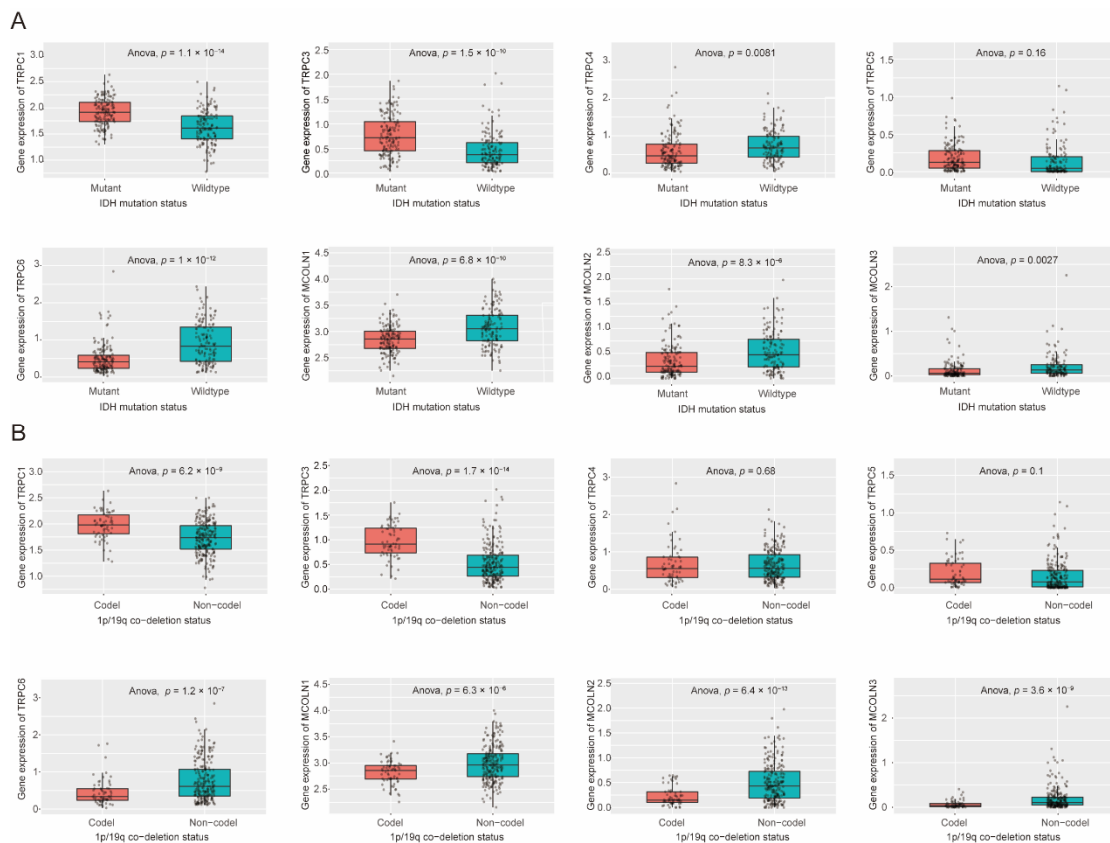 A
Anova, p = 1.1 × 10⁻¹⁴
Gene expression of TRPC1
3.0
2.5
2.0
1.5
1.0
Mutant Wildtype
IDH mutation status
Anova, p = 1.5 × 10⁻¹⁰
Gene expression of TRPC3
2.5
2.0
1.5
1.0
0.5
0.0
Mutant Wildtype
IDH mutation status
Anova, p = 0.0081
Gene expression of TRPC4
3
2
1
0
Mutant Wildtype
IDH mutation status
Anova, p = 0.16
Gene expression of TRPC5
1.5
1.0
0.5
0.0
Mutant Wildtype
IDH mutation status
Anova, p = 1 × 10⁻¹²
Gene expression of TRPC6
3
2
1
0
Mutant Wildtype
IDH mutation status
Anova, p = 6.8 × 10⁻¹⁰
Gene expression of MCOLN1
4.5
4.0
3.5
3.0
2.5
Mutant Wildtype
IDH mutation status
Anova, p = 8.3 × 10⁻⁶
Gene expression of MCOLN2
2.5
2.0
1.5
1.0
0.5
0.0
Mutant Wildtype
IDH mutation status
Anova, p = 0.0027
Gene expression of MCOLN3
2
1
0
Mutant Wildtype
IDH mutation status
B
Anova, p = 6.2 × 10⁻⁹
Gene expression of TRPC1
3.0
2.5
2.0
1.5
1.0
Codel Non-codel
1p/19q co-deletion status
Anova, p = 1.7 × 10⁻¹⁴
Gene expression of TRPC3
2.5
2.0
1.5
1.0
0.5
0.0
Codel Non-codel
1p/19q co-deletion status
Anova, p = 0.68
Gene expression of TRPC4
3
2
1
0
Codel Non-codel
1p/19q co-deletion status
Anova, p = 0.1
Gene expression of TRPC5
1.5
1.0
0.5
0.0
Codel Non-codel
1p/19q co-deletion status
Anova, p = 1.2 × 10⁻⁷
Gene expression of TRPC6
3
2
1
0
Codel Non-codel
1p/19q co-deletion status
Anova, p = 6.3 × 10⁻⁶
Gene expression of MCOLN1
4.5
4.0
3.5
3.0
2.5
Codel Non-codel
1p/19q co-deletion status
Anova, p = 6.4 × 10⁻¹³
Gene expression of MCOLN2
2.5
2.0
1.5
1.0
0.5
0.0
Codel Non-codel
1p/19q co-deletion status
Anova, p = 3.6 × 10⁻⁹
Gene expression of MCOLN3
2
1
0
Codel Non-codel
1p/19q co-deletion status